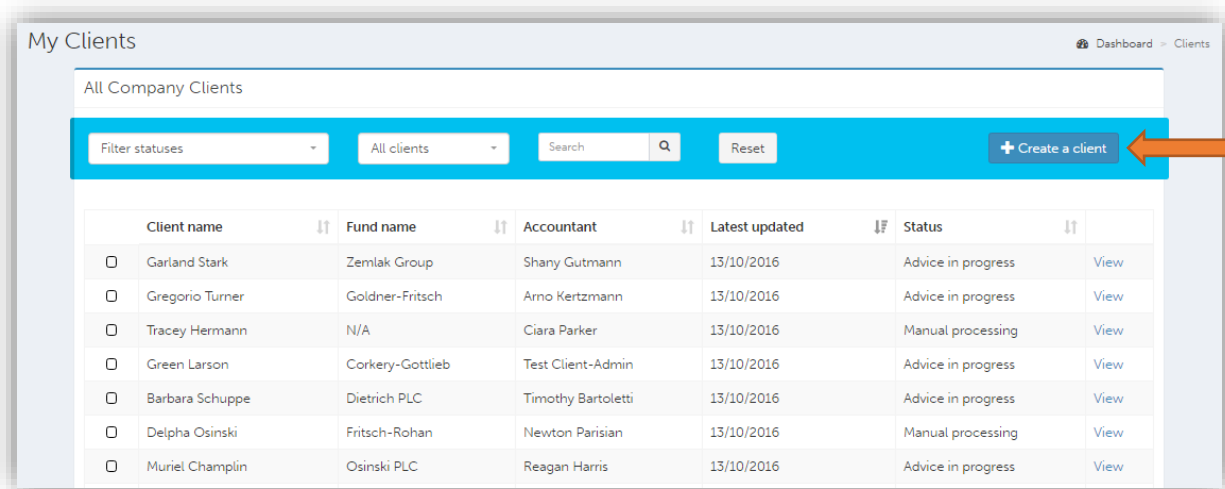 My Clients
Dashboard > Clients
All Company Clients
Filter statuses All clients Search Reset Create a client
Client name Fund name Accountant Latest updated Status
Garland Stark Zemlak Group Shany Gutmann 13/10/2016 Advice in progress View
Gregorio Turner Goldner-Fritsch Arno Kertzmann 13/10/2016 Advice in progress View
Tracey Hermann N/A Ciara Parker 13/10/2016 Manual processing View
Green Larson Corkery-Gottlieb Test Client-Admin 13/10/2016 Advice in progress View
Barbara Schuppe Dietrich PLC Timothy Bartoletti 13/10/2016 Advice in progress View
Delpha Osinski Fritsch-Rohan Newton Parisian 13/10/2016 Manual processing View
Muriel Champlin Osinski PLC Reagan Harris 13/10/2016 Advice in progress View